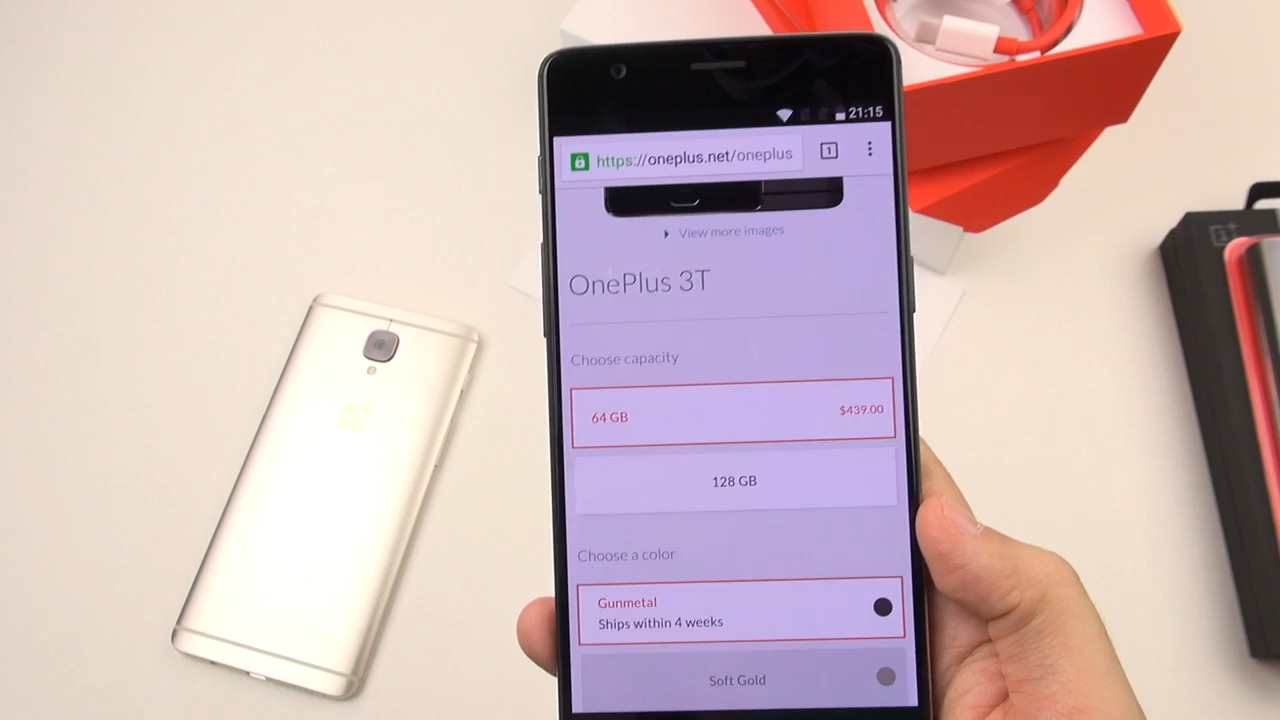 21:15
https://oneplus.net/oneplus
1
View more images
OnePlus 3T
Choose capacity
64 GB
$439.00
128 GB
Choose a color
Gunmetal
Ships within 4 weeks
Soft Gold